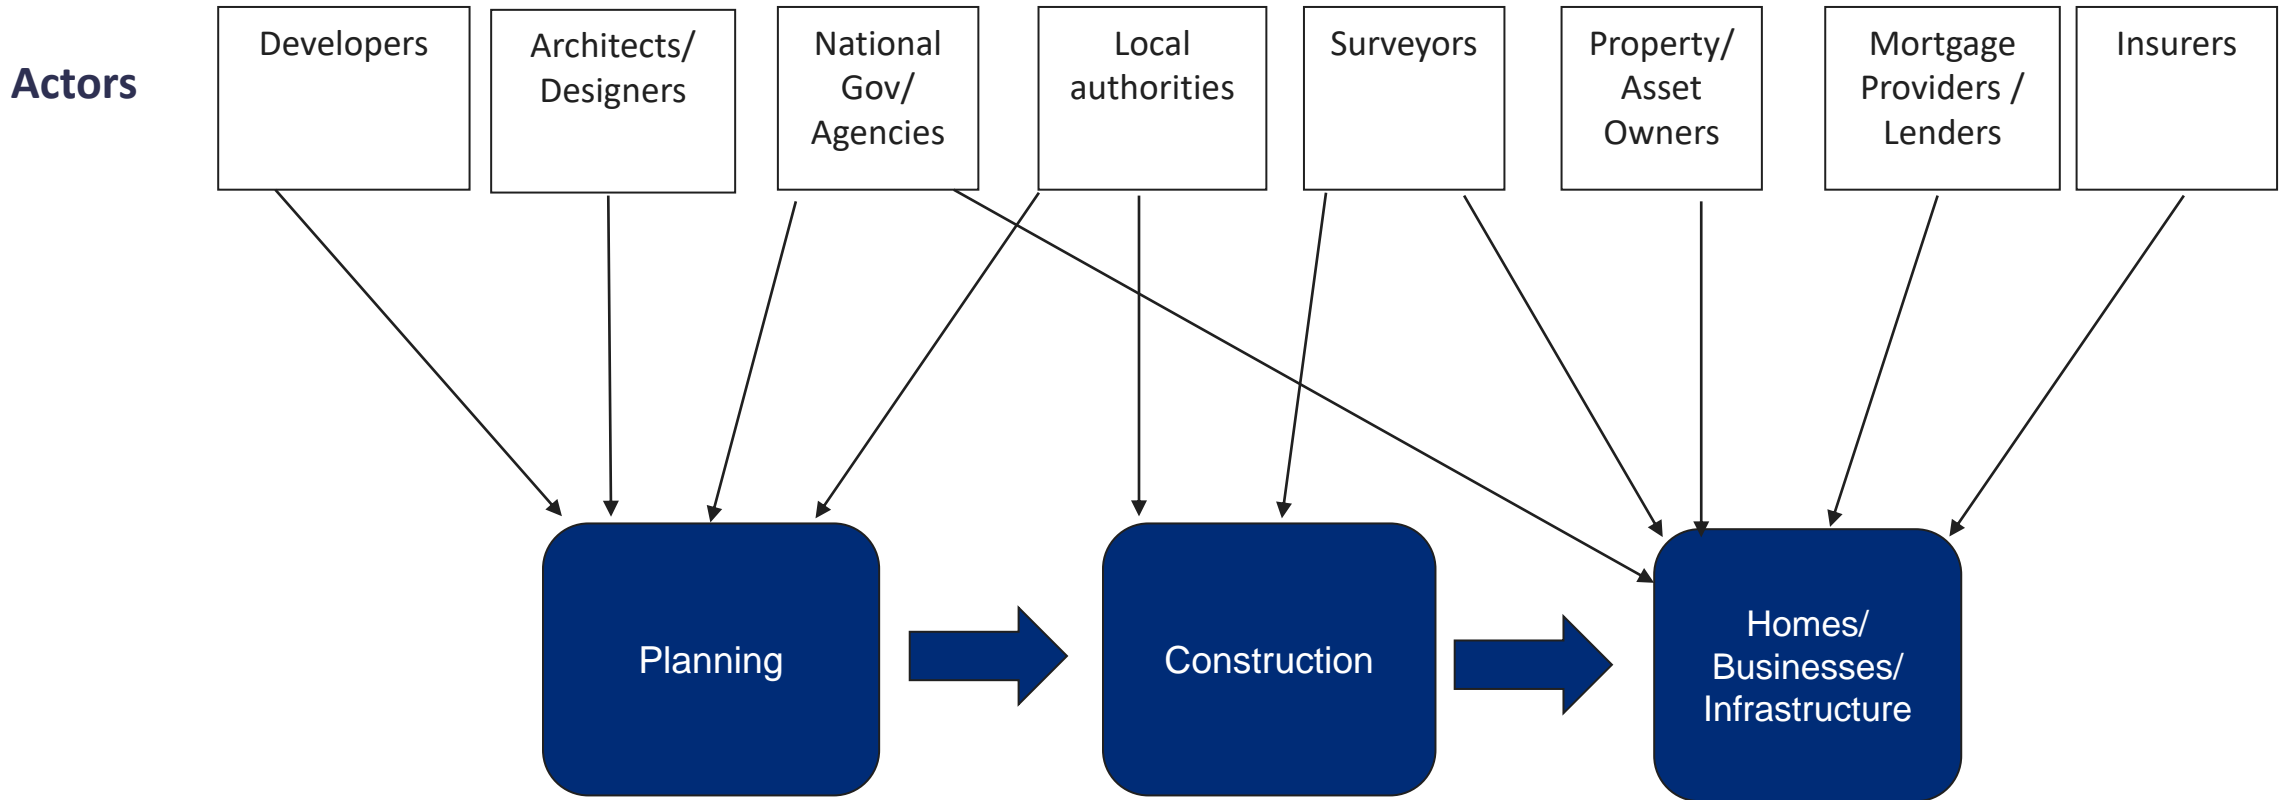 Actors
Developers
Architects/
Designers
National
Gov/
Agencies
Local
authorities
Surveyors
Property/
Asset
Owners
Mortgage
Providers /
Lenders
Insurers
Planning
Construction
Homes/
Businesses/
Infrastructure